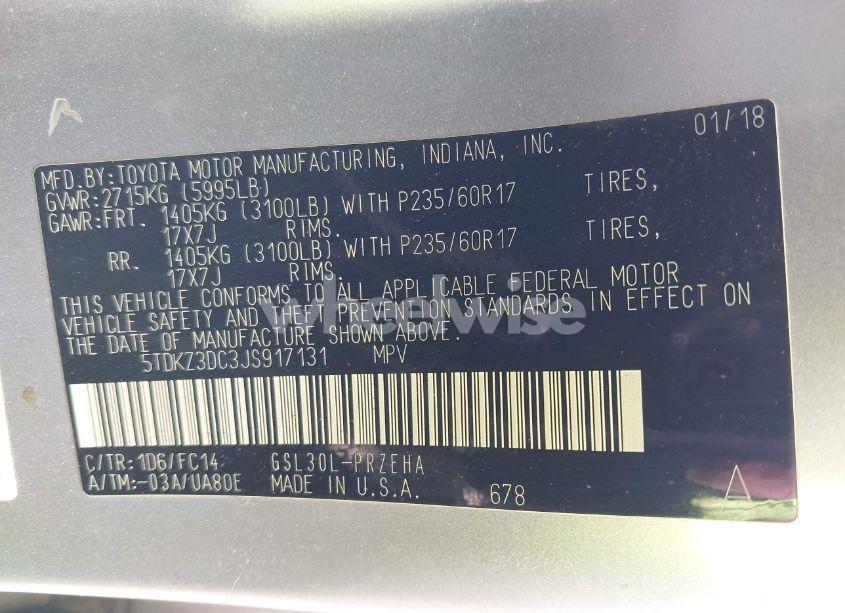 01/18
MFD.BY:TOYOTA MOTOR MANUFACTURING, INDIANA, INC.
GVWR:2715KG (5995LB)
GAWR:FRT. 1405KG (3100LB) WITH P235/60R17 TIRES,
17X7J RIMS.
RR. 1405KG (3100LB) WITH P235/60R17 TIRES,
17X7J RIMS.
THIS VEHICLE CONFORMS TO ALL APPLICABLE FEDERAL MOTOR
VEHICLE SAFETY AND THEFT PREVENTION STANDARDS IN EFFECT ON
THE DATE OF MANUFACTURE SHOWN ABOVE.
5TDKZ3DC3JS917131 MPV
C/TR:1D6/FC14 GSL30L-PRZEHA
A/TM:-03A/UA80E MADE IN U.S.A. 678 A
wheelwise